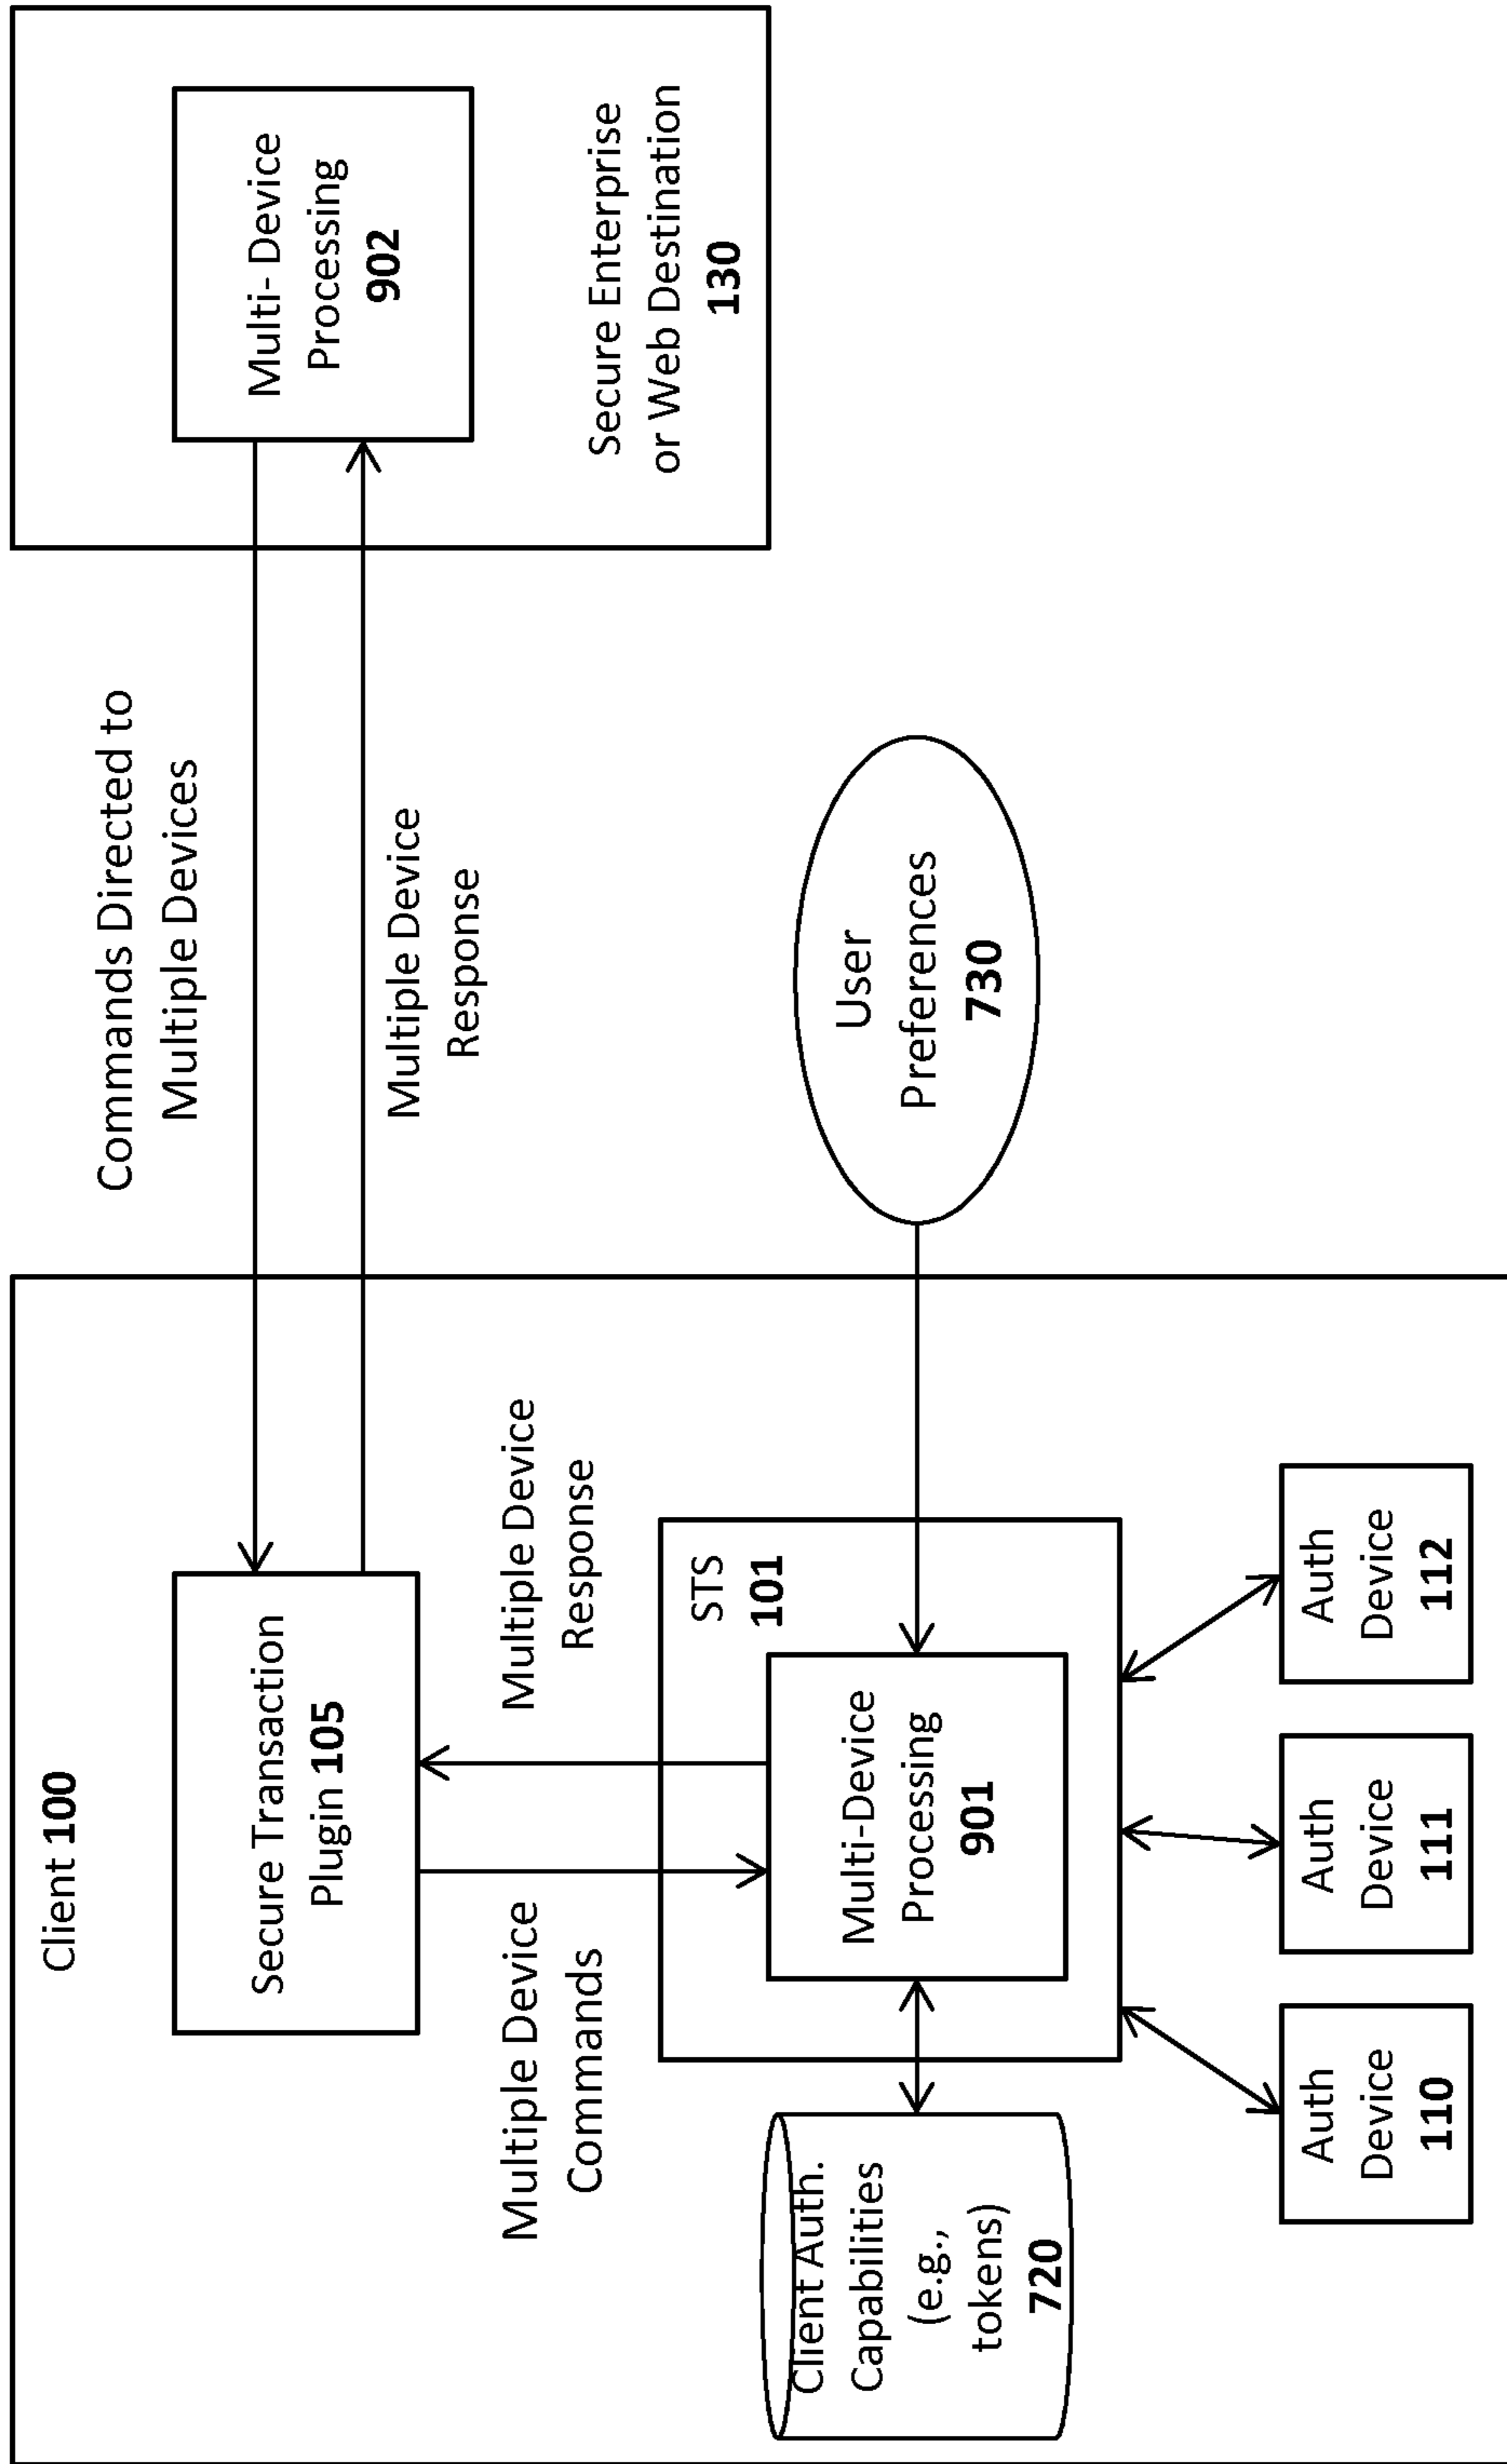 Client 100
Secure Transaction
Plugin 105
Commands Directed to
Multiple Devices
Multiple Device
Response
Multi- Device
Processing
902
Secure Enterprise
or Web Destination
130
Multiple Device
Commands
Multiple Device
Response
STS
101
Multi-Device
Processing
901
User
Preferences
730
Client Auth.
Capabilities
(e.g.,
tokens)
720
Auth
Device
110
Auth
Device
111
Auth
Device
112